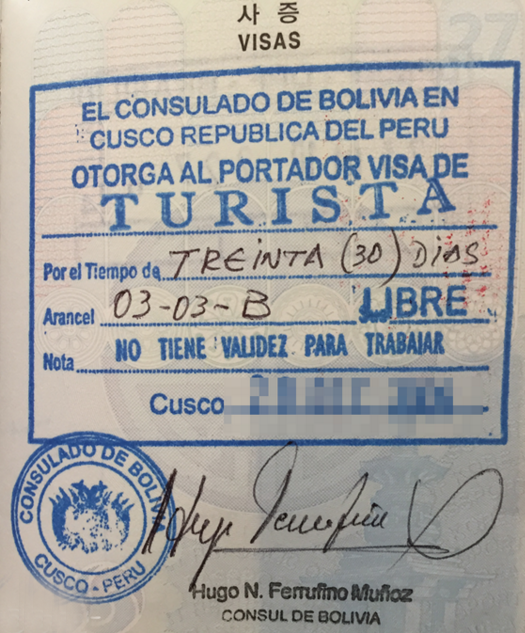 사 증
VISAS
EL CONSULADO DE BOLIVIA EN
CUSCO REPUBLICA DEL PERU
OTORGA AL PORTADOR VISA DE
TURISTA
Por el Tiempo de TREINTA (30) DIAS
Arancel 03-03-B LIBRE
Nota NO TIENE VALIDEZ PARA TRABAJAR
Cusco
CONSULADO DE BOLIVIA
CUSCO - PERU
Hugo N. Ferrufino Muñoz
CONSUL DE BOLIVIA